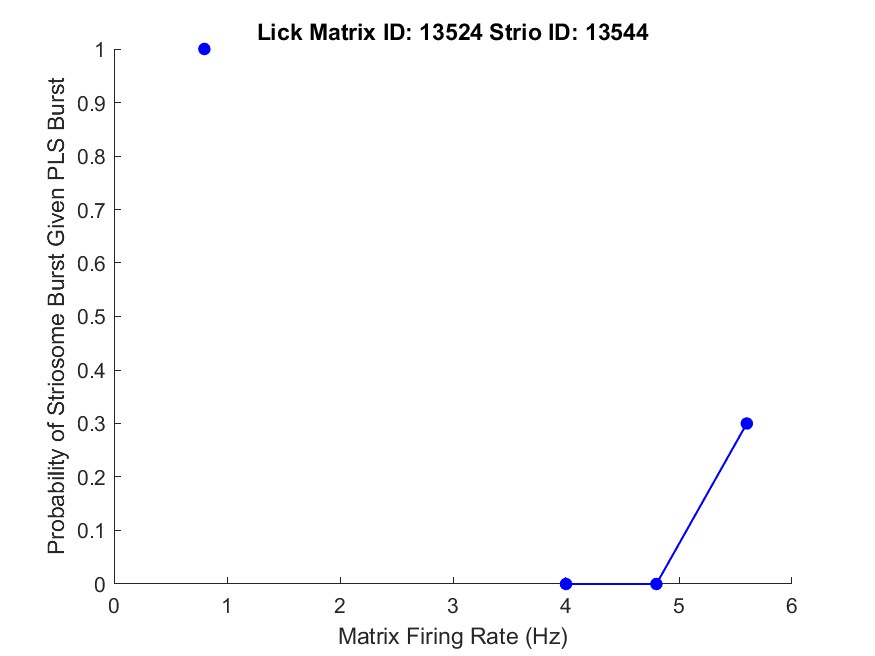 Lick Matrix ID: 13524 Strio ID: 13544
Probability of Striosome Burst Given PLS Burst
1
0.9
0.8
0.7
0.6
0.5
0.4
0.3
0.2
0.1
0
0 1 2 3 4 5 6
Matrix Firing Rate (Hz)